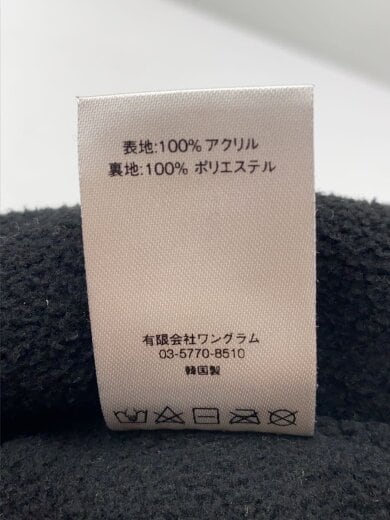 表地:100% アクリル
裏地:100% ポリエステル
有限会社ワングラム
03-5770-8510
韓国製